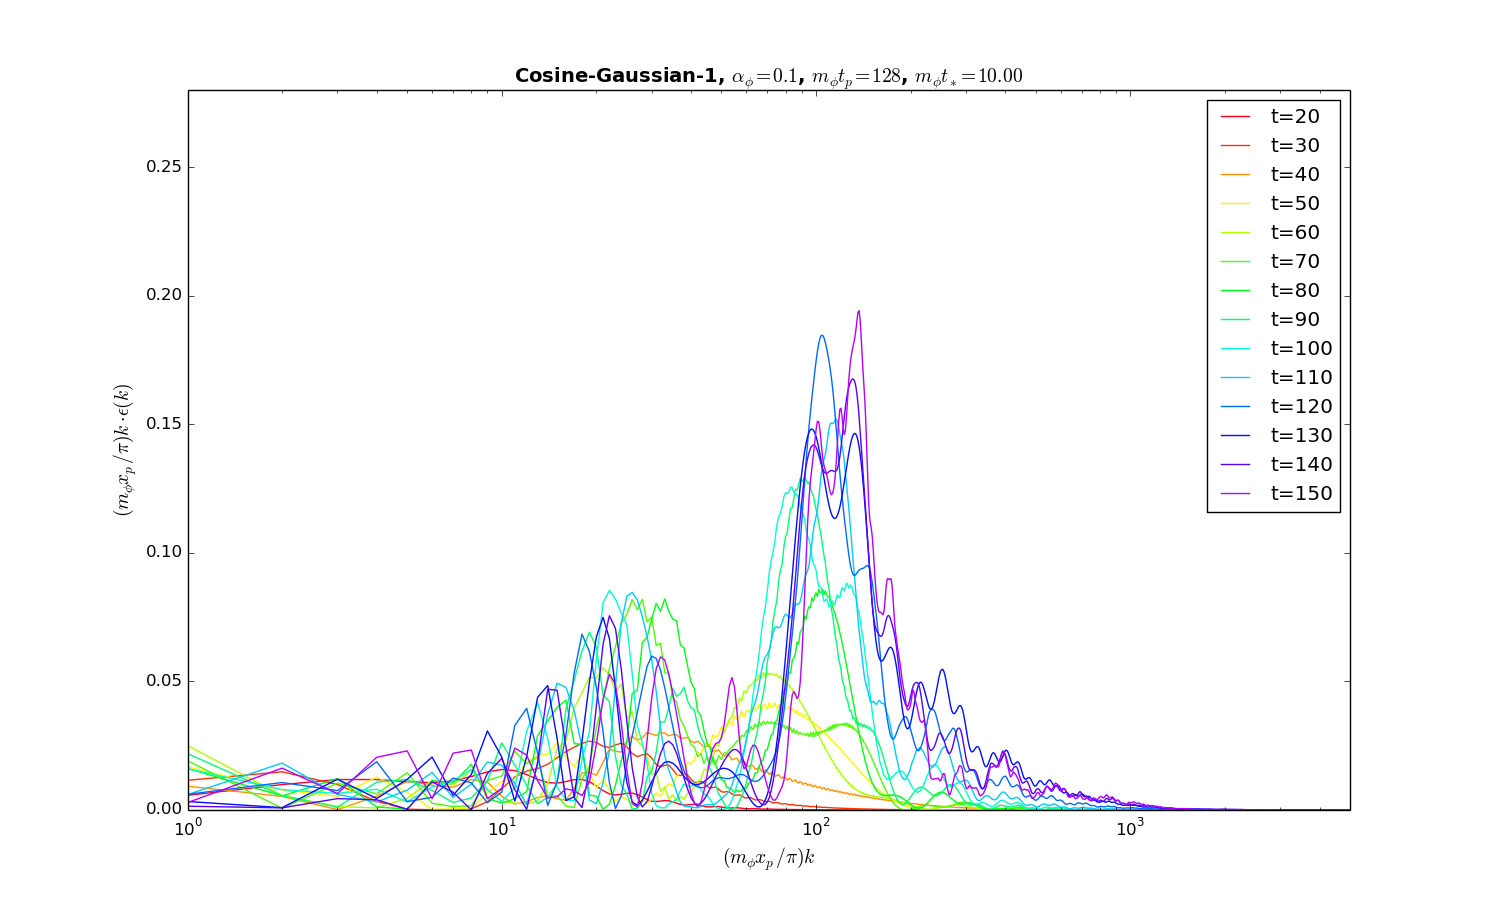 Cosine-Gaussian-1, α_ϕ=0.1, m_ϕt_p=128, m_ϕt_*=10.00
(m_ϕx_p/π)k·ϵ(k)
0.25
0.20
0.15
0.10
0.05
0.00
10^0 10^1 10^2 10^3
(m_ϕx_p/π)k
t=20
t=30
t=40
t=50
t=60
t=70
t=80
t=90
t=100
t=110
t=120
t=130
t=140
t=150